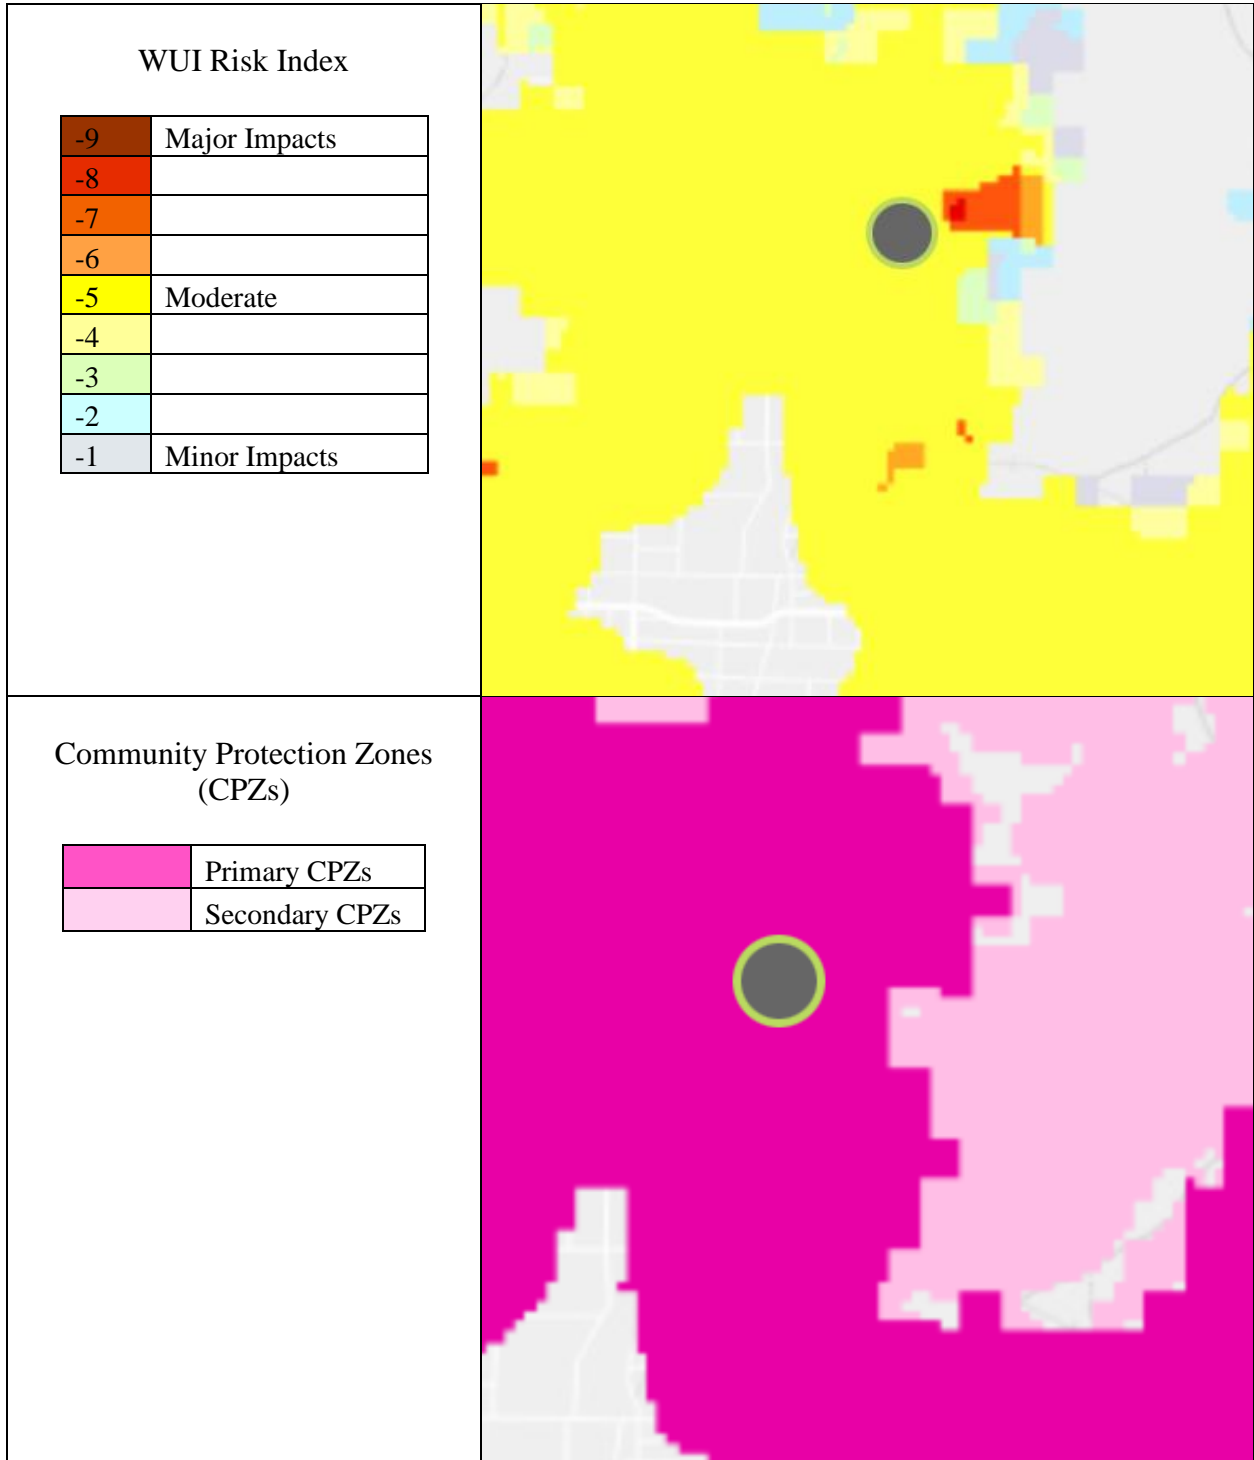 WUI Risk Index
-9 Major Impacts
-8
-7
-6
-5 Moderate
-4
-3
-2
-1 Minor Impacts
Community Protection Zones
(CPZs)
Primary CPZs
Secondary CPZs